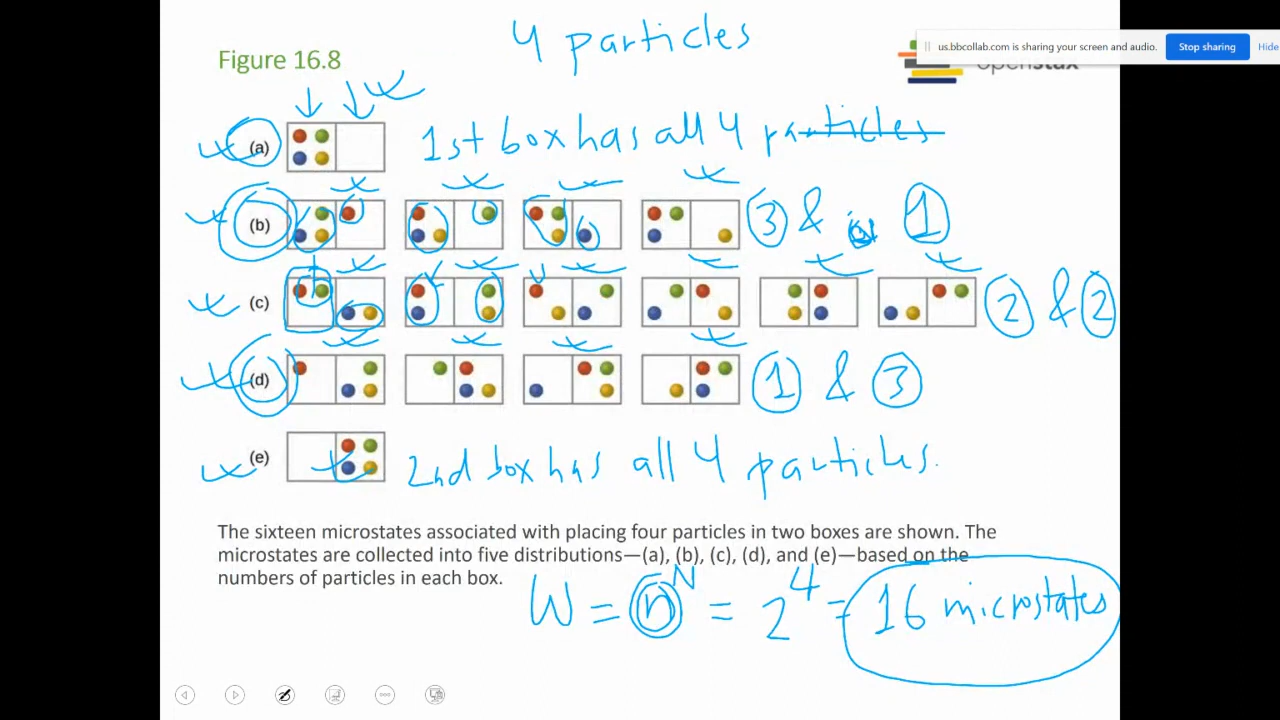 4 particles
us.bbcollab.com is sharing your screen and audio.
Stop sharing
Hide
Figure 16.8
openstax
(a)
1st box has all 4 particles
(b)
3 & 1
(c)
2 & 2
(d)
1 & 3
(e)
2nd box has all 4 particles.
The sixteen microstates associated with placing four particles in two boxes are shown. The
microstates are collected into five distributions—(a), (b), (c), (d), and (e)—based on the
numbers of particles in each box.
W = n^N = 2^4 = 16 microstates